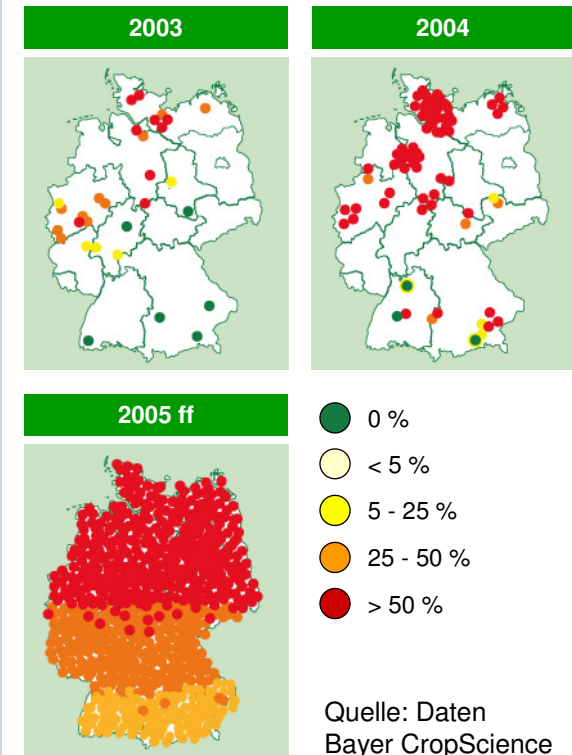 2003
2004
2005 ff
0 %
< 5 %
5 - 25 %
25 - 50 %
> 50 %
Quelle: Daten
Bayer CropScience